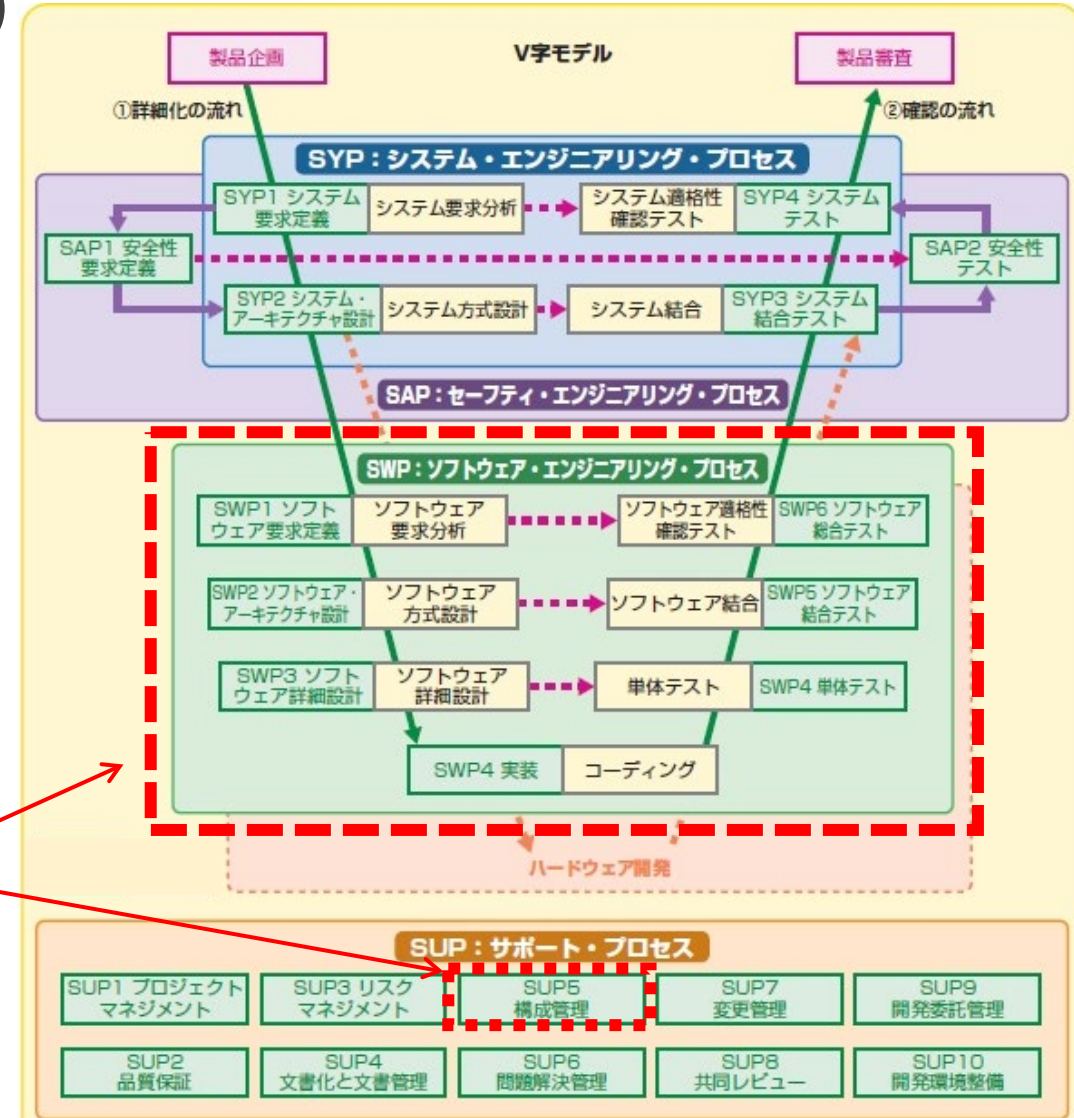 )
V字モデル
製品企画
製品審査
①詳細化の流れ
②確認の流れ
SYP：システム・エンジニアリング・プロセス
SYP1 システム
要求定義
システム要求分析
システム適格性
確認テスト
SYP4 システム
テスト
SAP1 安全性
要求定義
SAP2 安全性
テスト
SYP2 システム・
アーキテクチャ設計
システム方式設計
システム結合
SYP3 システム
結合テスト
SAP：セーフティ・エンジニアリング・プロセス
SWP：ソフトウェア・エンジニアリング・プロセス
SWP1 ソフト
ウェア要求定義
ソフトウェア
要求分析
ソフトウェア適格性
確認テスト
SWP6 ソフトウェア
総合テスト
SWP2 ソフトウェア・
アーキテクチャ設計
ソフトウェア
方式設計
ソフトウェア結合
SWP5 ソフトウェア
結合テスト
SWP3 ソフト
ウェア詳細設計
ソフトウェア
詳細設計
単体テスト
SWP4 単体テスト
SWP4 実装
コーディング
ハードウェア開発
SUP：サポート・プロセス
SUP1 プロジェクト
マネジメント
SUP3 リスク
マネジメント
SUP5
構成管理
SUP7
変更管理
SUP9
開発委託管理
SUP2
品質保証
SUP4
文書化と文書管理
SUP6
問題解決管理
SUP8
共同レビュー
SUP10
開発環境整備